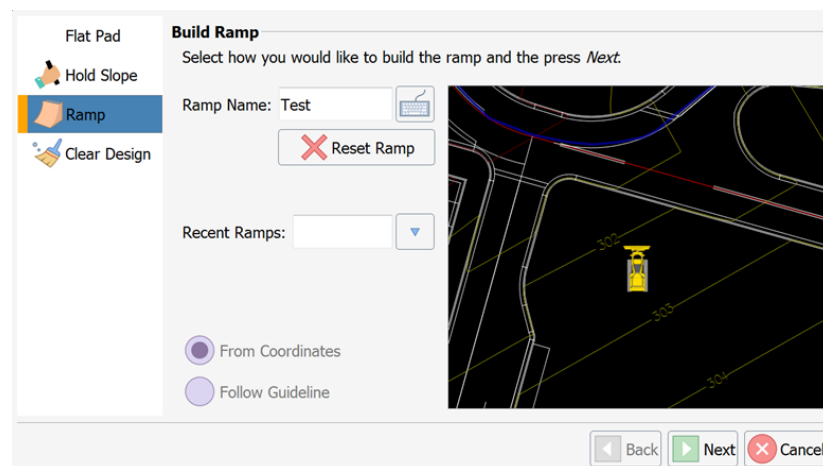 Flat Pad
Hold Slope
Ramp
Clear Design
Build Ramp
Select how you would like to build the ramp and the press Next.
Ramp Name: Test
Reset Ramp
Recent Ramps:
From Coordinates
Follow Guideline
302
303
304
Back
Next
Cancel